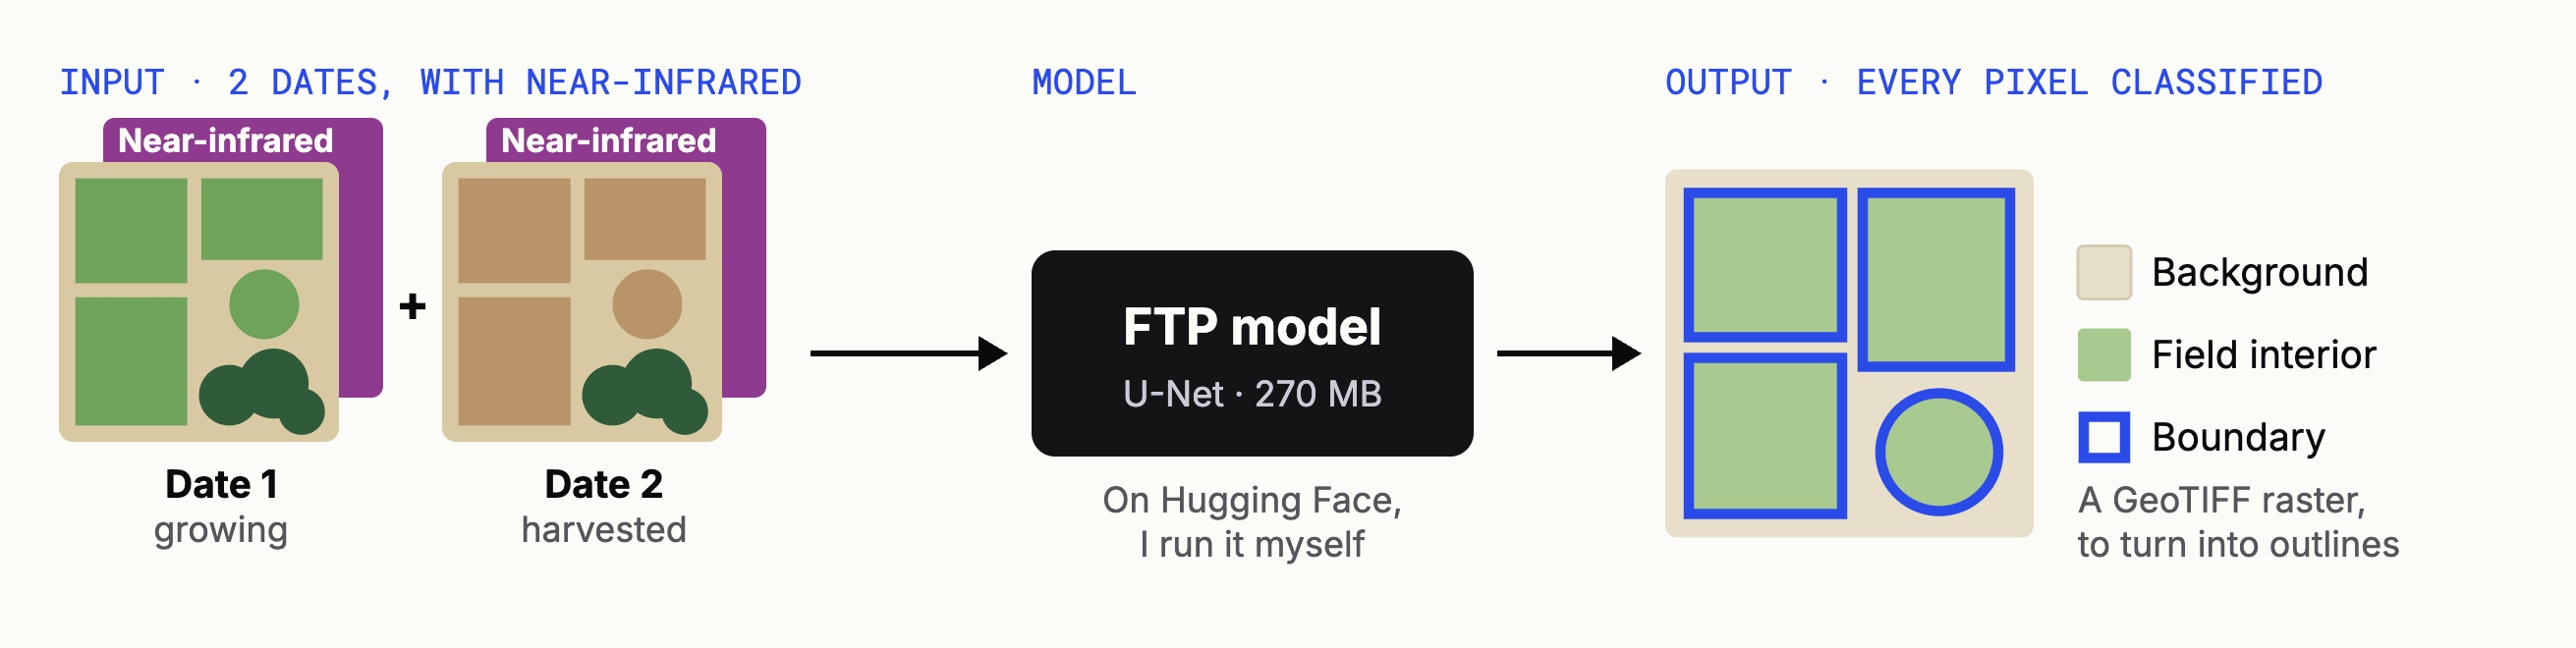 INPUT · 2 DATES, WITH NEAR-INFRARED
Near-infrared
Near-infrared
+
Date 1
growing
Date 2
harvested
MODEL
FTP model
U-Net · 270 MB
On Hugging Face,
I run it myself
OUTPUT · EVERY PIXEL CLASSIFIED
Background
Field interior
Boundary
A GeoTIFF raster,
to turn into outlines